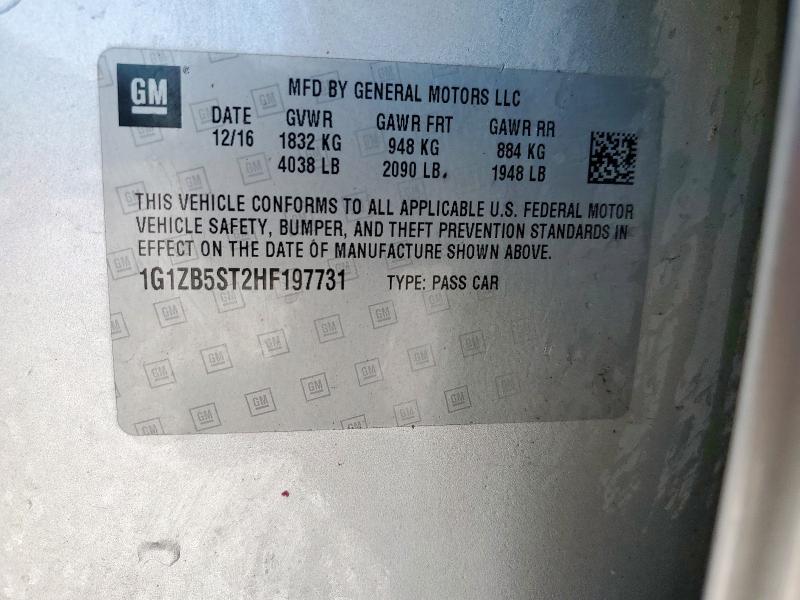 GM
MFD BY GENERAL MOTORS LLC
DATE GVWR GAWR FRT GAWR RR
12/16 1832 KG 948 KG 884 KG
4038 LB 2090 LB. 1948 LB
THIS VEHICLE CONFORMS TO ALL APPLICABLE U.S. FEDERAL MOTOR
VEHICLE SAFETY, BUMPER, AND THEFT PREVENTION STANDARDS IN
EFFECT ON THE DATE OF MANUFACTURE SHOWN ABOVE.
1G1ZB5ST2HF197731 TYPE: PASS CAR